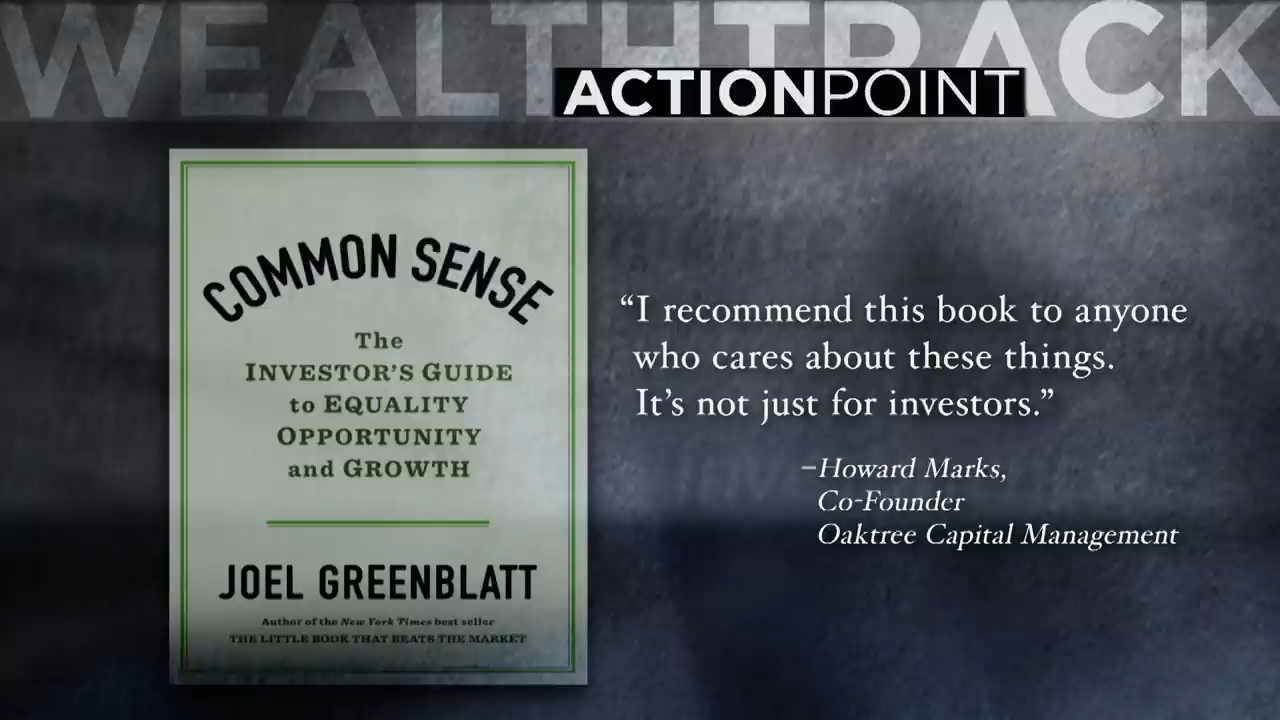 WEALTHTRACK
ACTIONPOINT
COMMON SENSE
The
INVESTOR'S GUIDE
to EQUALITY
OPPORTUNITY
and GROWTH
JOEL GREENBLATT
Author of the New York Times best seller
THE LITTLE BOOK THAT BEATS THE MARKET
“I recommend this book to anyone
who cares about these things.
It’s not just for investors.”
–Howard Marks,
Co-Founder
Oaktree Capital Management